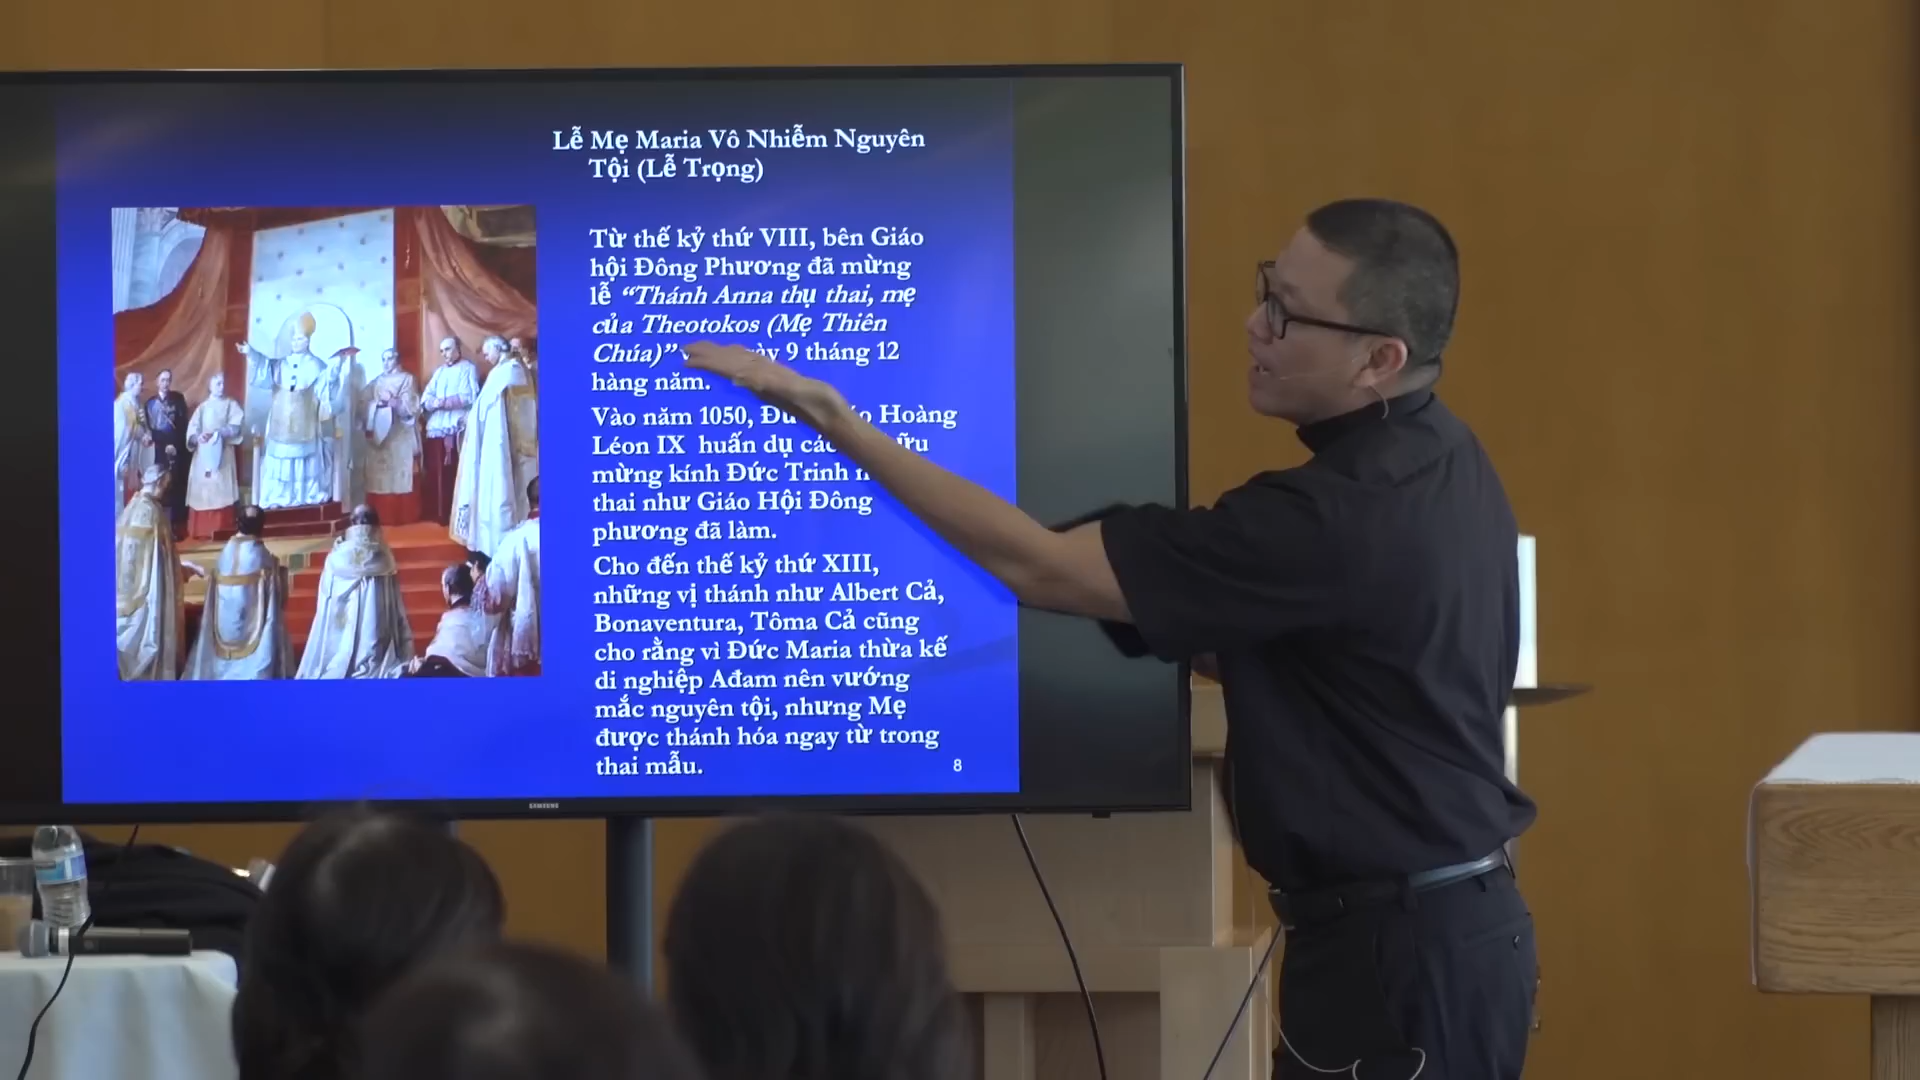 Lễ Mẹ Maria Vô Nhiễm Nguyên
Tội (Lễ Trọng)
Từ thế kỷ thứ VIII, bên Giáo
hội Đông Phương đã mừng
lễ “Thánh Anna thụ thai, mẹ
của Theotokos (Mẹ Thiên
Chúa)” 9 tháng 12
hàng năm.
Vào năm 1050, Hoàng
Léon IX huấn dụ
mừng kính Đức Trinh
thai như Giáo Hội Đông
phương đã làm.
Cho đến thế kỷ thứ XIII,
những vị thánh như Albert Cả,
Bonaventura, Tôma Cả cũng
cho rằng vì Đức Maria thừa kế
di nghiệp Ađam nên vướng
mắc nguyên tội, nhưng Mẹ
được thánh hóa ngay từ trong
thai mẫu.
8
SAMSUNG